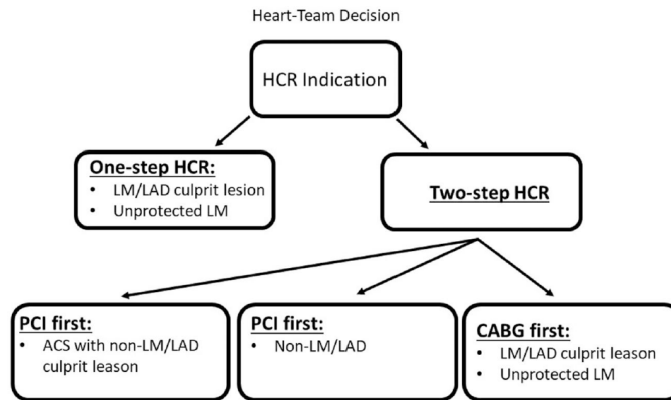 Heart-Team Decision
HCR Indication
One-step HCR:
• LM/LAD culprit lesion
• Unprotected LM
Two-step HCR
PCI first:
• ACS with non-LM/LAD
culprit leason
PCI first:
• Non-LM/LAD
CABG first:
• LM/LAD culprit leason
• Unprotected LM